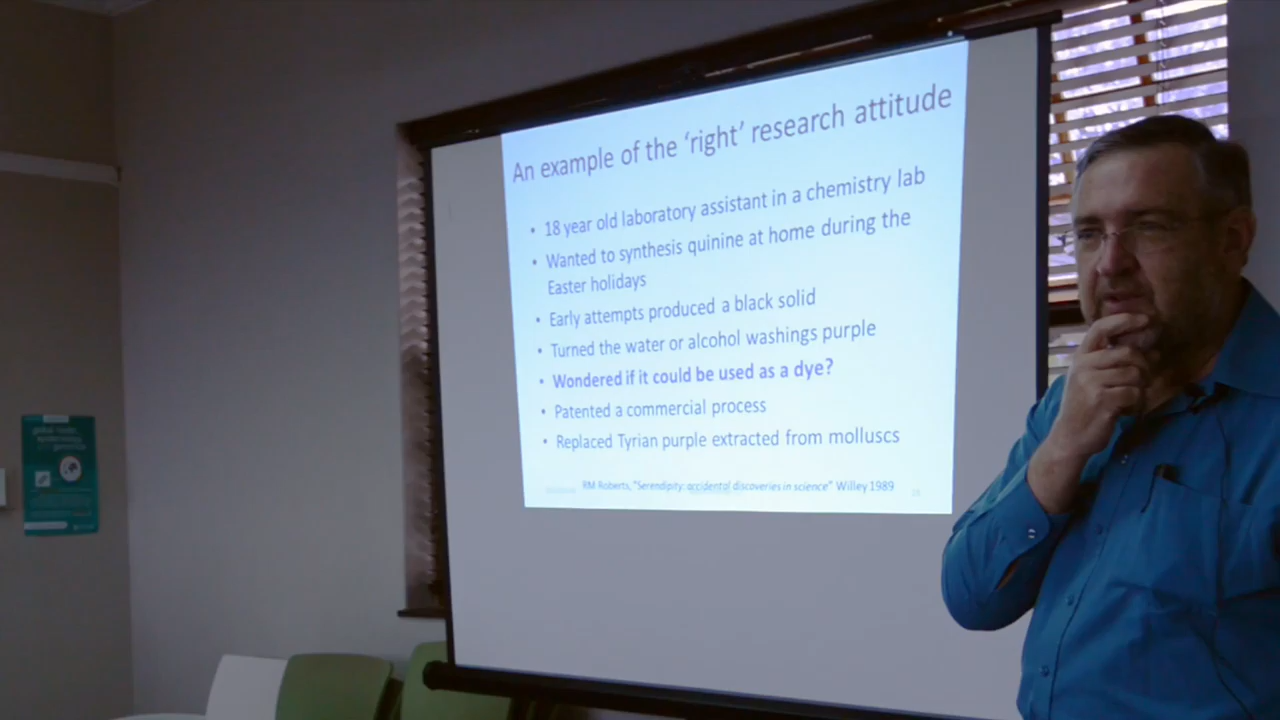 An example of the ‘right’ research attitude
• 18 year old laboratory assistant in a chemistry lab
• Wanted to synthesis quinine at home during the
Easter holidays
• Early attempts produced a black solid
• Turned the water or alcohol washings purple
• Wondered if it could be used as a dye?
• Patented a commercial process
• Replaced Tyrian purple extracted from molluscs
RM Roberts, "Serendipity: accidental discoveries in science" Willey 1989
global health